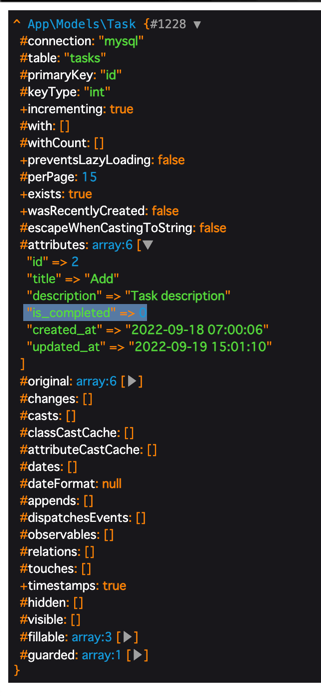 ^ App\Models\Task {#1228 ▼
#connection: "mysql"
#table: "tasks"
#primaryKey: "id"
#keyType: "int"
+incrementing: true
#with: []
#withCount: []
+preventsLazyLoading: false
#perPage: 15
+exists: true
+wasRecentlyCreated: false
#escapeWhenCastingToString: false
#attributes: array:6 [▼
"id" => 2
"title" => "Add"
"description" => "Task description"
"is_completed" =>
"created_at" => "2022-09-18 07:00:06"
"updated_at" => "2022-09-19 15:01:10"
]
#original: array:6 [▶]
#changes: []
#casts: []
#classCastCache: []
#attributeCastCache: []
#dates: []
#dateFormat: null
#appends: []
#dispatchesEvents: []
#observables: []
#relations: []
#touches: []
+timestamps: true
#hidden: []
#visible: []
#fillable: array:3 [▶]
#guarded: array:1 [▶]
}